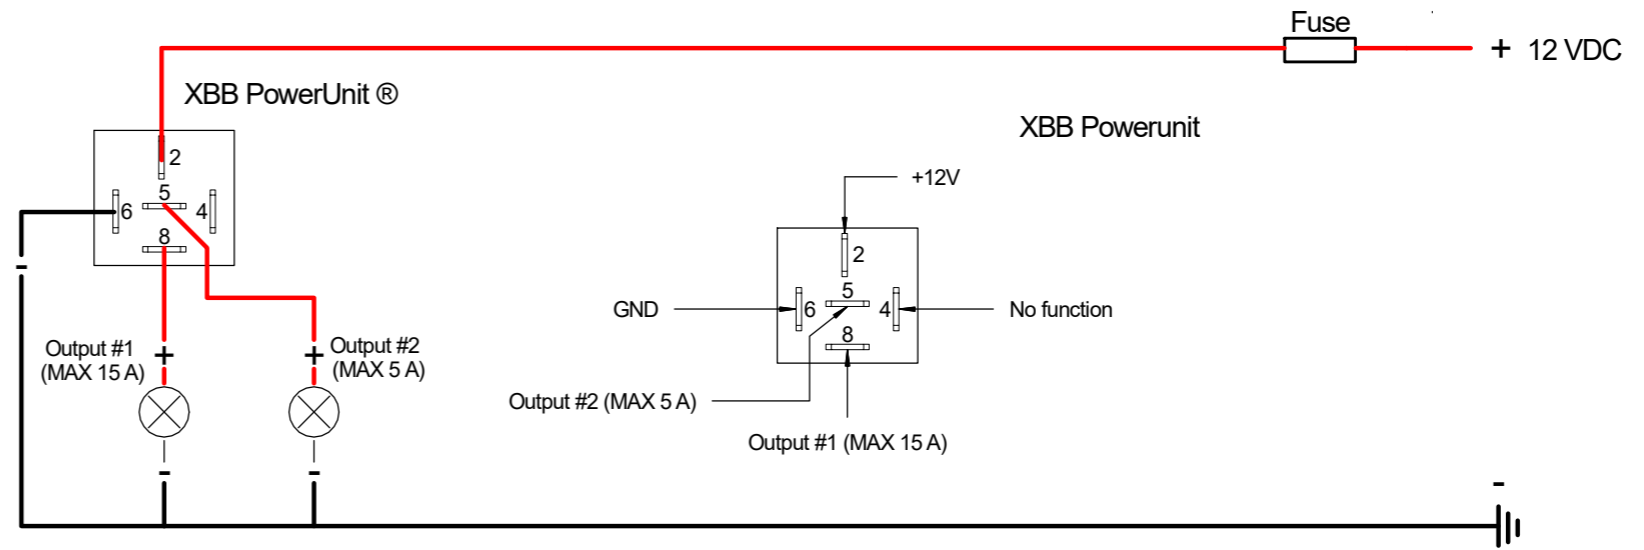 Fuse
+ 12 VDC
XBB PowerUnit ®
XBB Powerunit
2
5
6
4
8
-
+12V
2
5
6
4
8
GND
No function
Output #1
(MAX 15 A)
+
+
Output #2
(MAX 5 A)
Output #2 (MAX 5 A)
Output #1 (MAX 15 A)
-
-
-